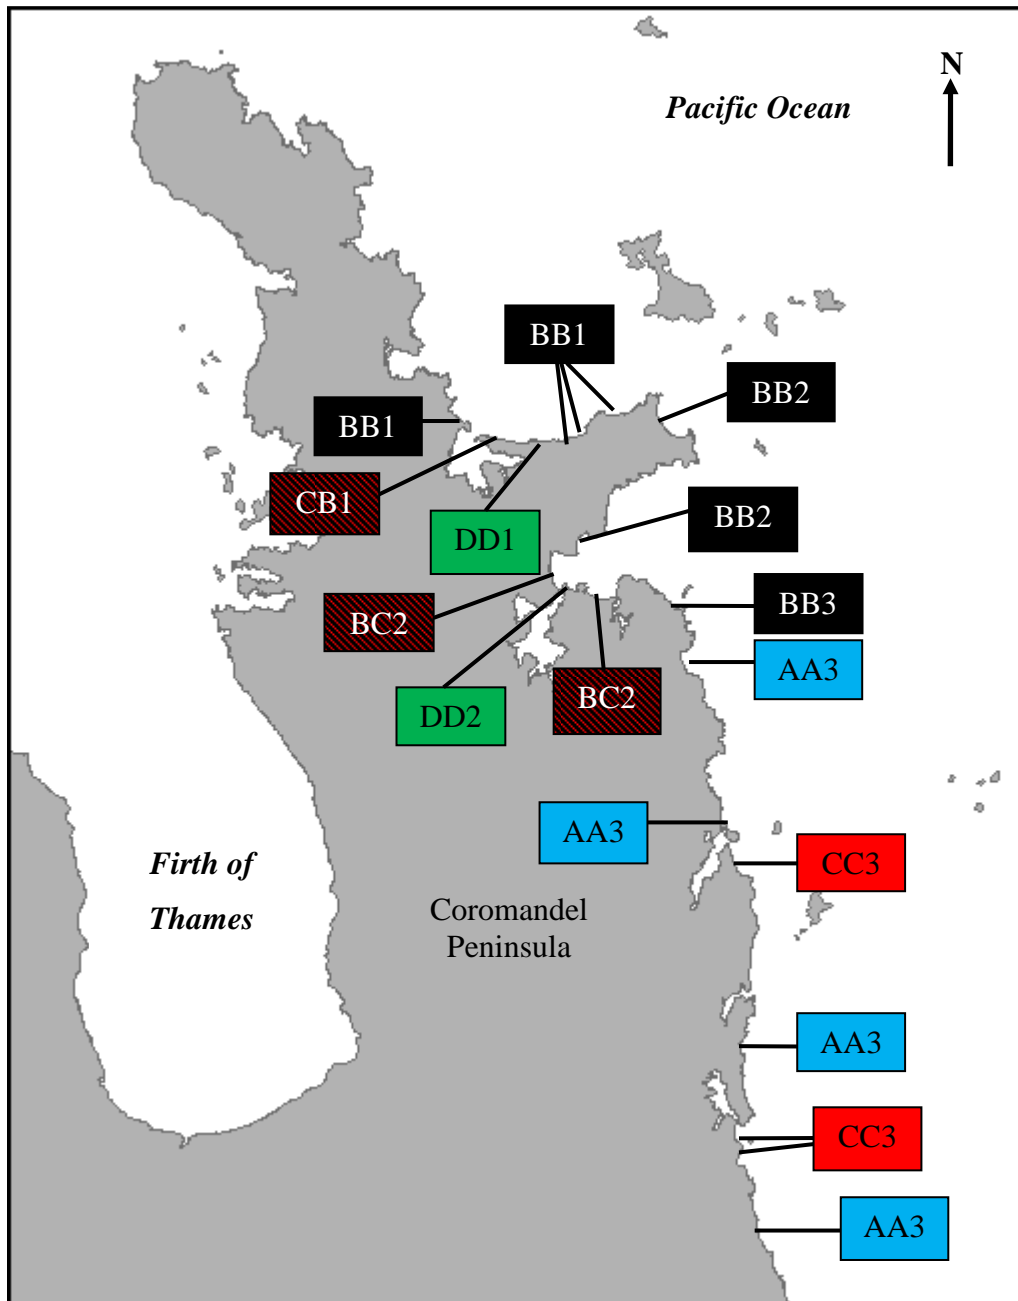 N
Pacific Ocean
BB1
BB2
BB1
CB1
BB2
DD1
BB3
BC2
AA3
BC2
DD2
AA3
CC3
Firth of
Thames
Coromandel
Peninsula
AA3
CC3
AA3